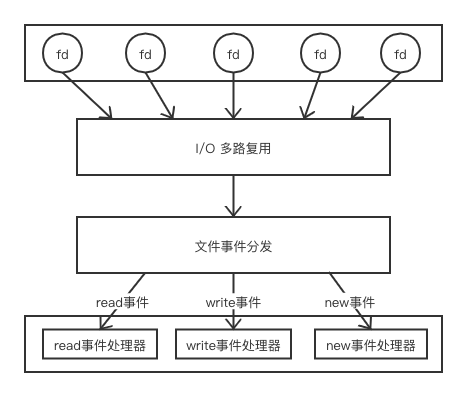 fd
fd
fd
fd
fd
I/O 多路复用
文件事件分发
read事件
write事件
new事件
read事件处理器
write事件处理器
new事件处理器